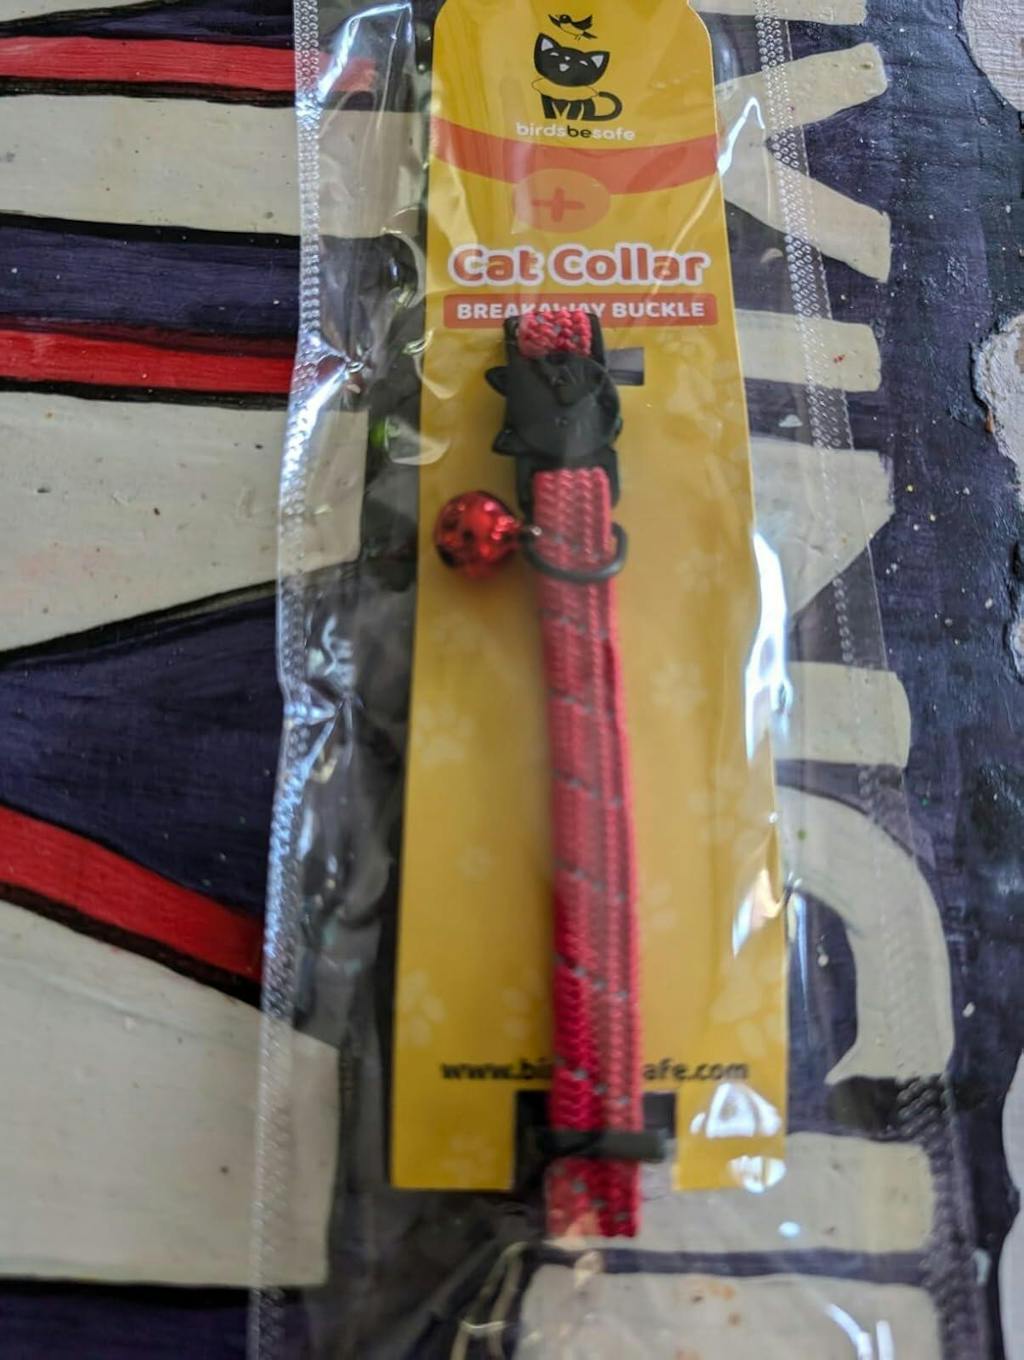 birdsbesafe
+
Cat Collar
BREAKAWAY BUCKLE